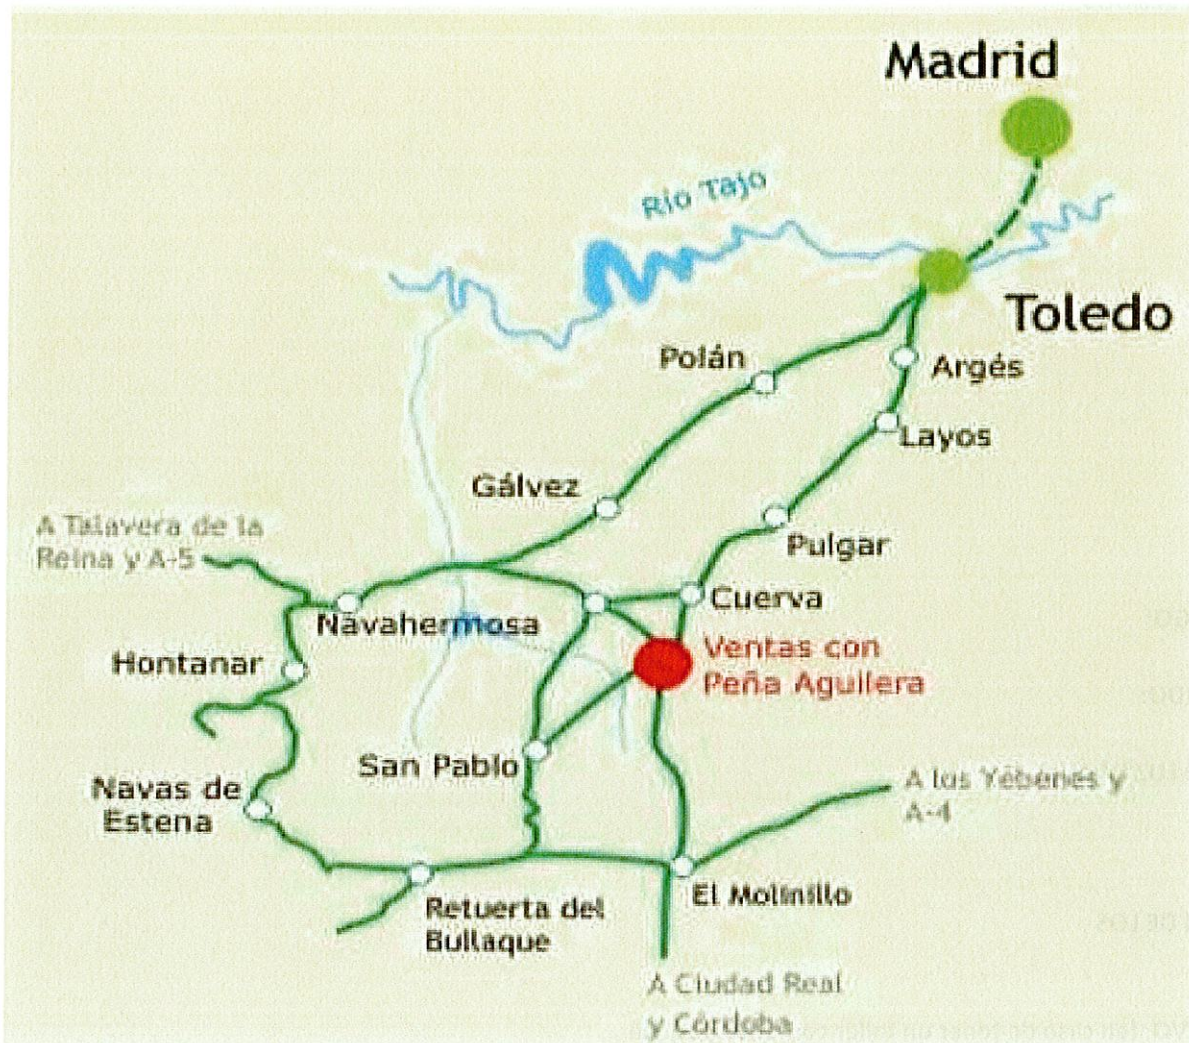 Madrid
Río Tajo
Toledo
Polán
Argés
Layos
Gálvez
A Talavera de la
Reina y A-5
Pulgar
Cuerva
Navahermosa
Ventas con
Peña Aguilera
Hontanar
San Pablo
Navas de
Estena
A los Yébenes y
A-4
El Molinillo
Retuerta del
Bullaque
A Ciudad Real
y Córdoba